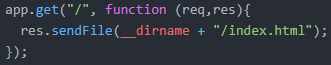 app.get("/", function (req,res){
  res.sendFile(__dirname + "/index.html");
});